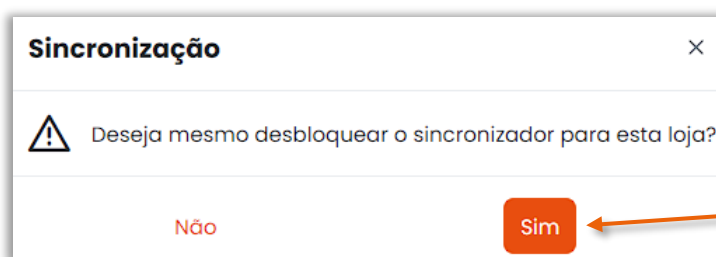 Sincronização
Deseja mesmo desbloquear o sincronizador para esta loja?
Não
Sim